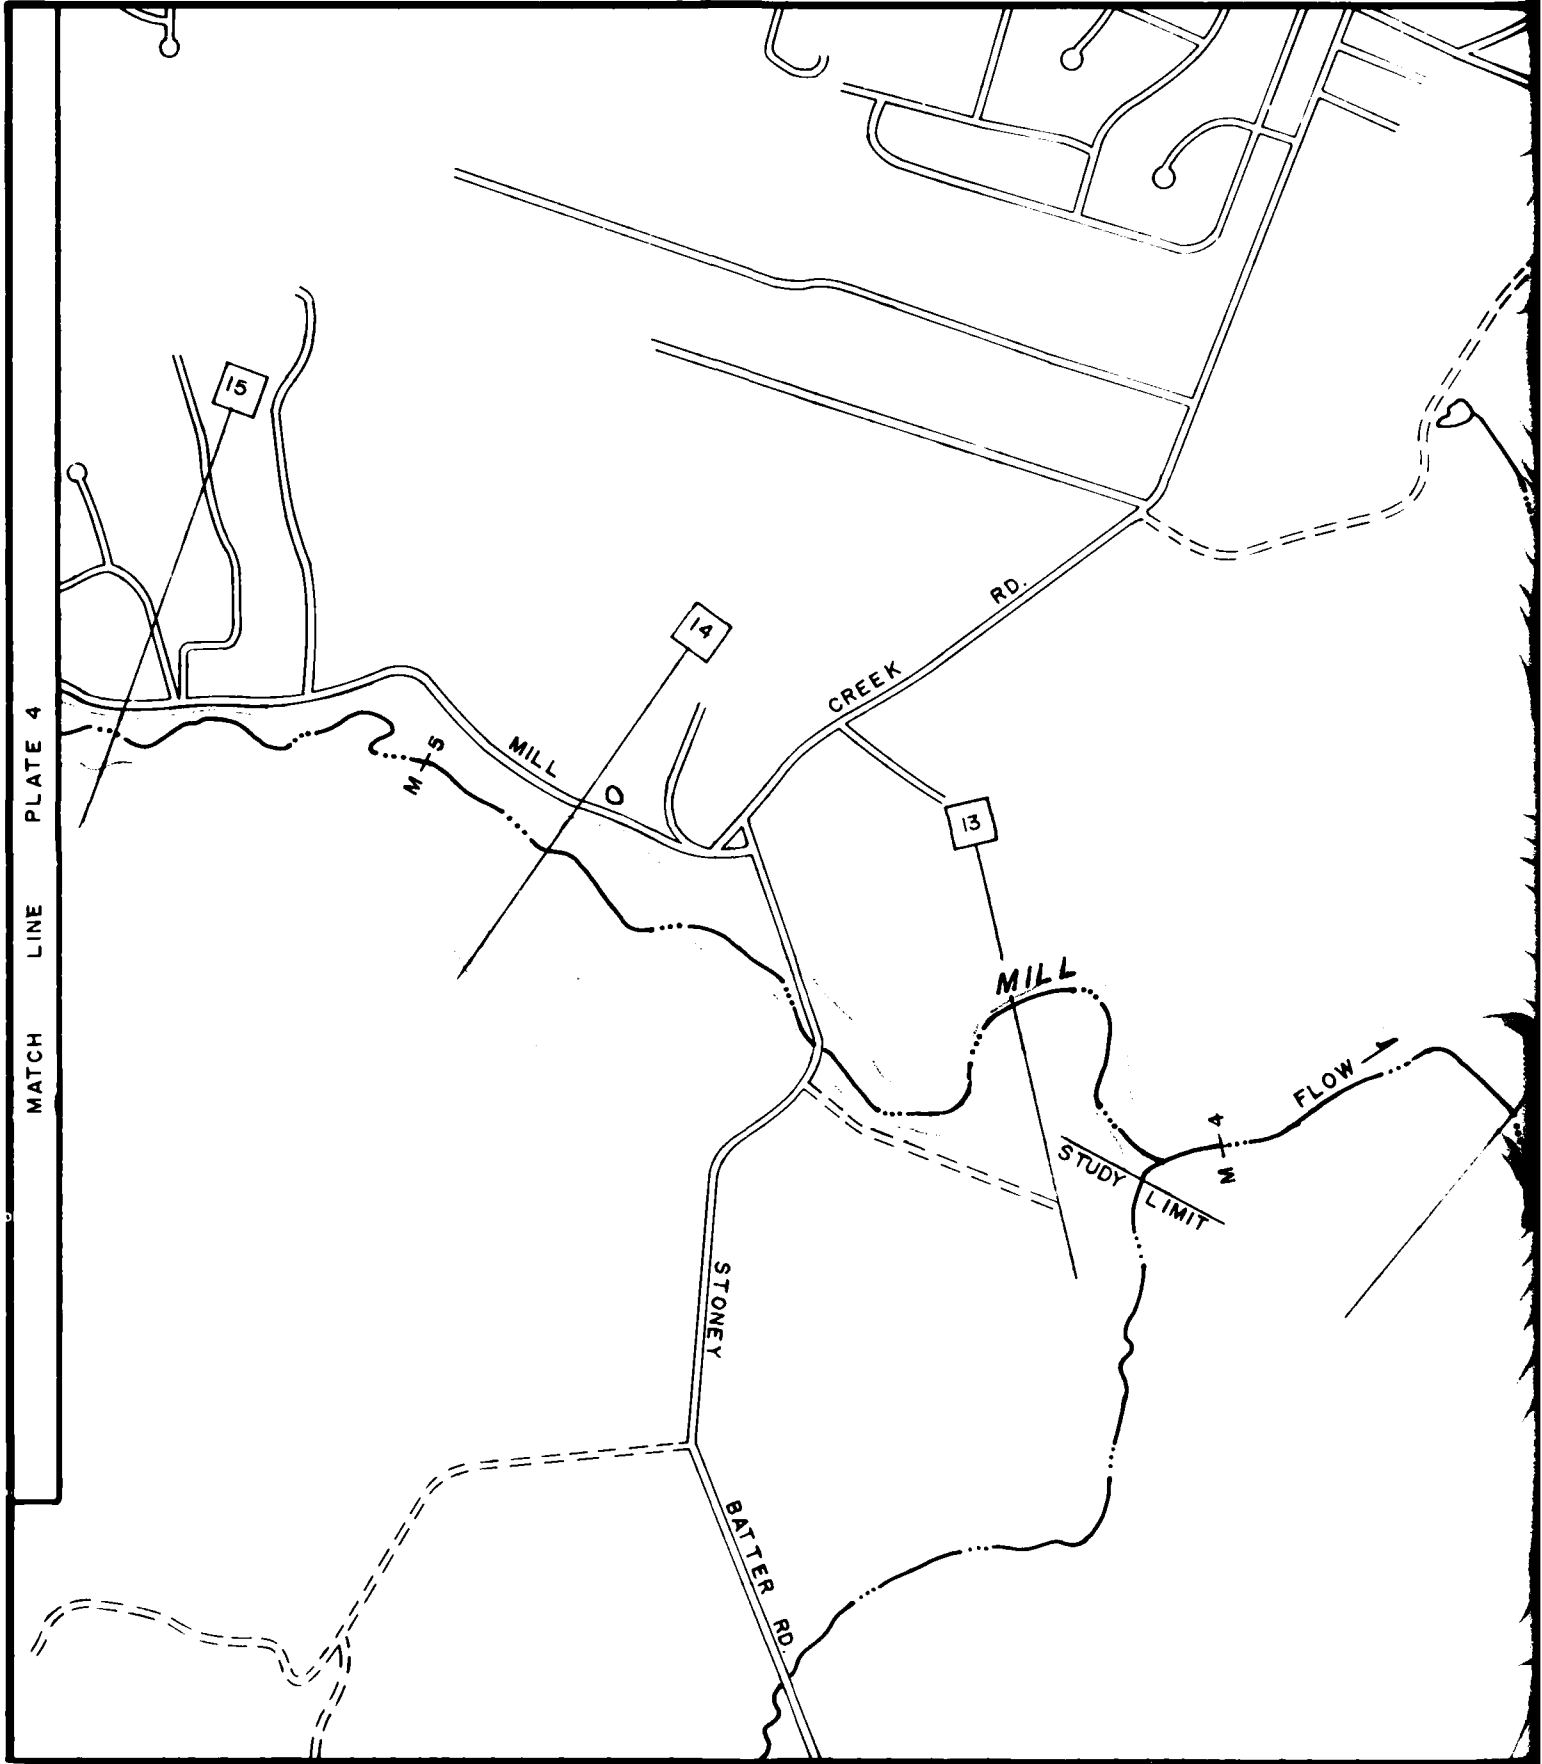 15
14
CREEK RD.
MATCH LINE PLATE 4
M 5
MILL
13
MILL
FLOW
M 4
STUDY LIMIT
STONEY
BATTER RD.